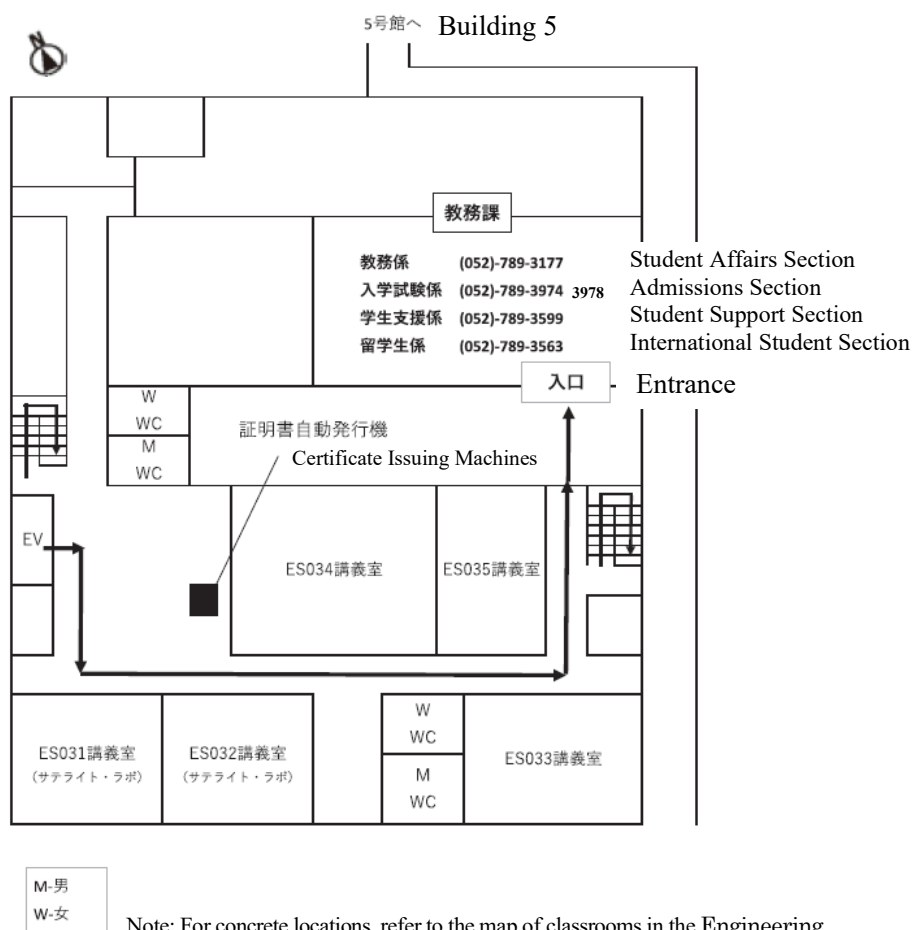 5号館へ Building 5
N
教務課
教務係 (052)-789-3177 Student Affairs Section
入学試験係 (052)-789-3974 3978 Admissions Section
学生支援係 (052)-789-3599 Student Support Section
留学生係 (052)-789-3563 International Student Section
入口 Entrance
W
WC
M
WC
証明書自動発行機
Certificate Issuing Machines
EV
ES034講義室
ES035講義室
ES031講義室
(サテライト・ラボ)
ES032講義室
(サテライト・ラボ)
W
WC
M
WC
ES033講義室
M-男
W-女
Note: For concrete locations, refer to the map of classrooms in the Engineering